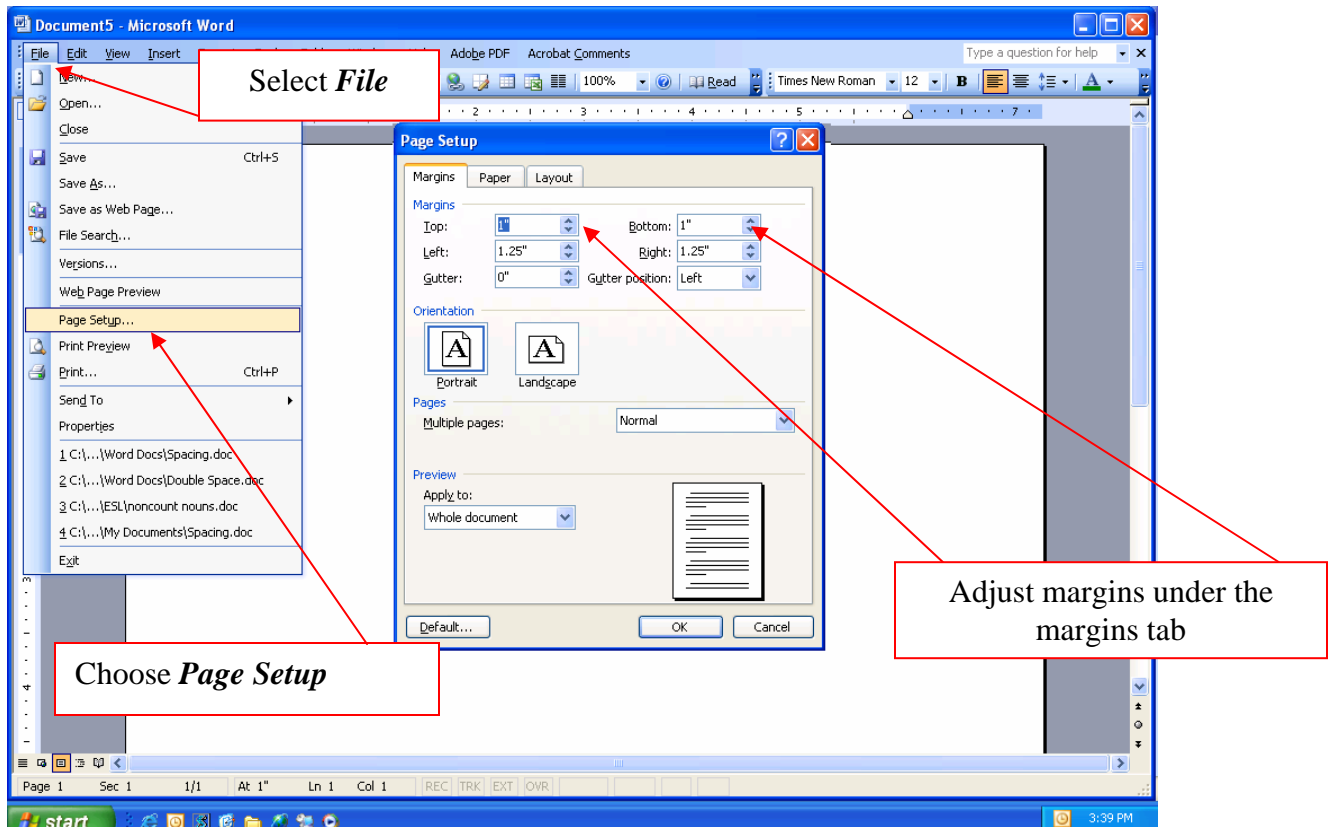 Document5 - Microsoft Word
File Edit View Insert Adobe PDF Acrobat Comments Type a question for help
Select File
100% Read Times New Roman 12 B A
New...
Open...
Close
Save Ctrl+S
Save As...
Save as Web Page...
File Search...
Versions...
Web Page Preview
Page Setup...
Print Preview
Print... Ctrl+P
Send To
Properties
1 C:\...\Word Docs\Spacing.doc
2 C:\...\Word Docs\Double Space.doc
3 C:\...\ESL\noncount nouns.doc
4 C:\...\My Documents\Spacing.doc
Exit
2 3 4 5 7
Page Setup
Margins Paper Layout
Margins
Top: 1" Bottom: 1"
Left: 1.25" Right: 1.25"
Gutter: 0" Gutter position: Left
Orientation
A A
Portrait Landscape
Pages
Multiple pages: Normal
Preview
Apply to:
Whole document
Default... OK Cancel
Adjust margins under the
margins tab
Choose Page Setup
3
4
Page 1 Sec 1 1/1 At 1" Ln 1 Col 1 REC TRK EXT OVR
start 3:39 PM